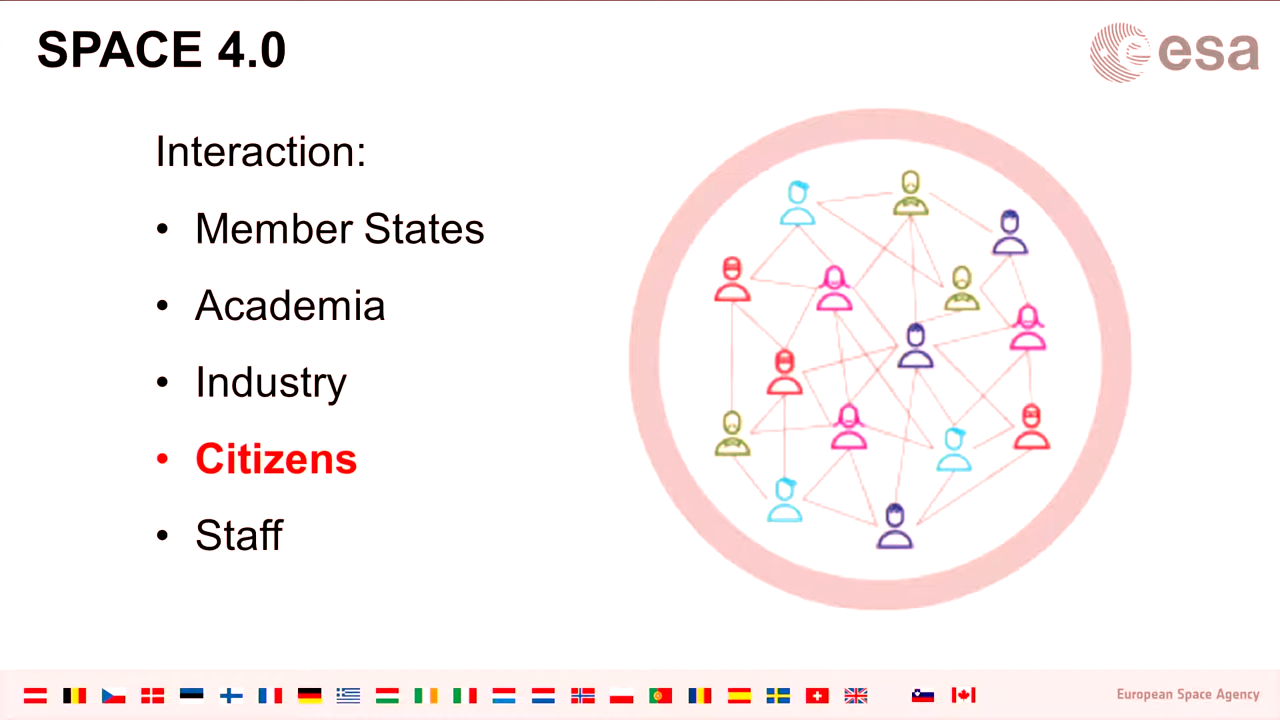 SPACE 4.0
esa
Interaction:
• Member States
• Academia
• Industry
• Citizens
• Staff
European Space Agency